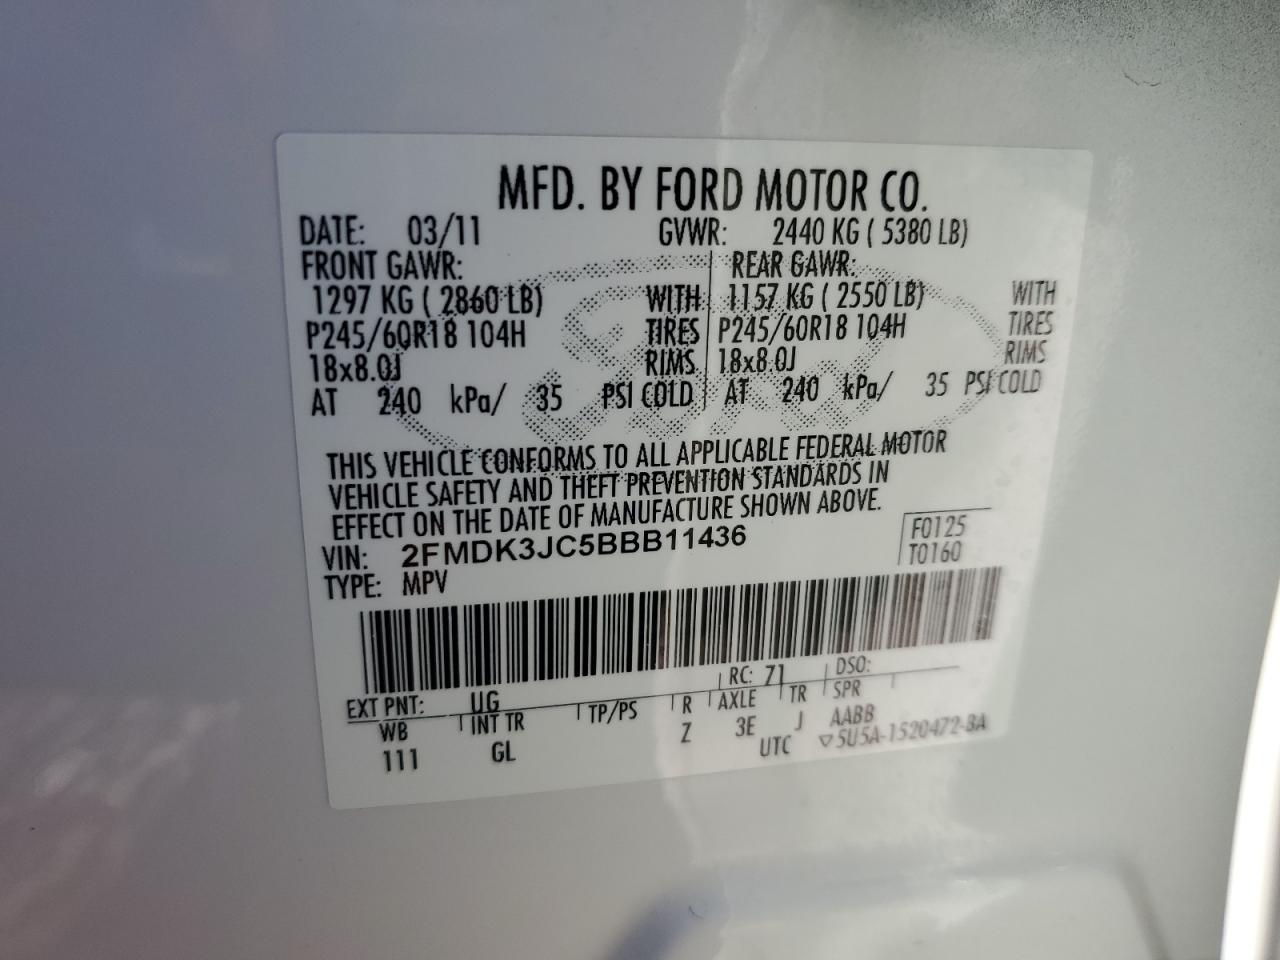 MFD. BY FORD MOTOR CO.
DATE: 03/11 GVWR: 2440 KG ( 5380 LB)
FRONT GAWR: REAR GAWR:
1297 KG ( 2860 LB) WITH 1157 KG ( 2550 LB) WITH
P245/60R18 104H TIRES P245/60R18 104H TIRES
18x8.0J RIMS 18x8.0J RIMS
AT 240 kPa/ 35 PSI COLD AT 240 kPa/ 35 PSI COLD
THIS VEHICLE CONFORMS TO ALL APPLICABLE FEDERAL MOTOR
VEHICLE SAFETY AND THEFT PREVENTION STANDARDS IN
EFFECT ON THE DATE OF MANUFACTURE SHOWN ABOVE.
VIN: 2FMDK3JC5BBB11436 F0125
TYPE: MPV T0160
EXT PNT: UG RC: 71 DSO:
WB INT TR TP/PS R AXLE TR SPR
111 GL Z 3E J AABB
UTC ▽5U5A-1520472-BA